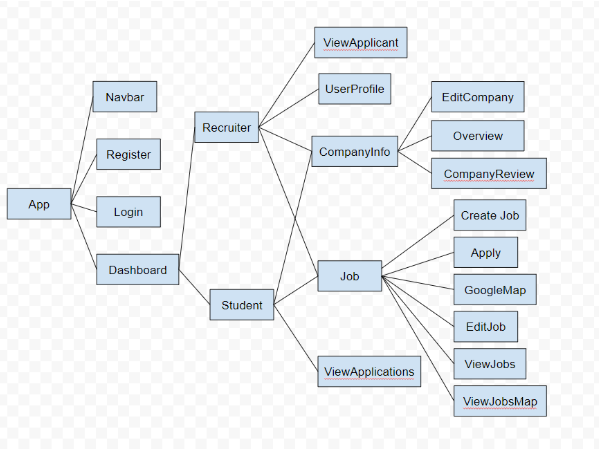 ViewApplicant
UserProfile
Navbar
EditCompany
Recruiter
Overview
Register
CompanyInfo
CompanyReview
App
Login
Create Job
Apply
Dashboard
Job
GoogleMap
Student
EditJob
ViewJobs
ViewApplications
ViewJobsMap